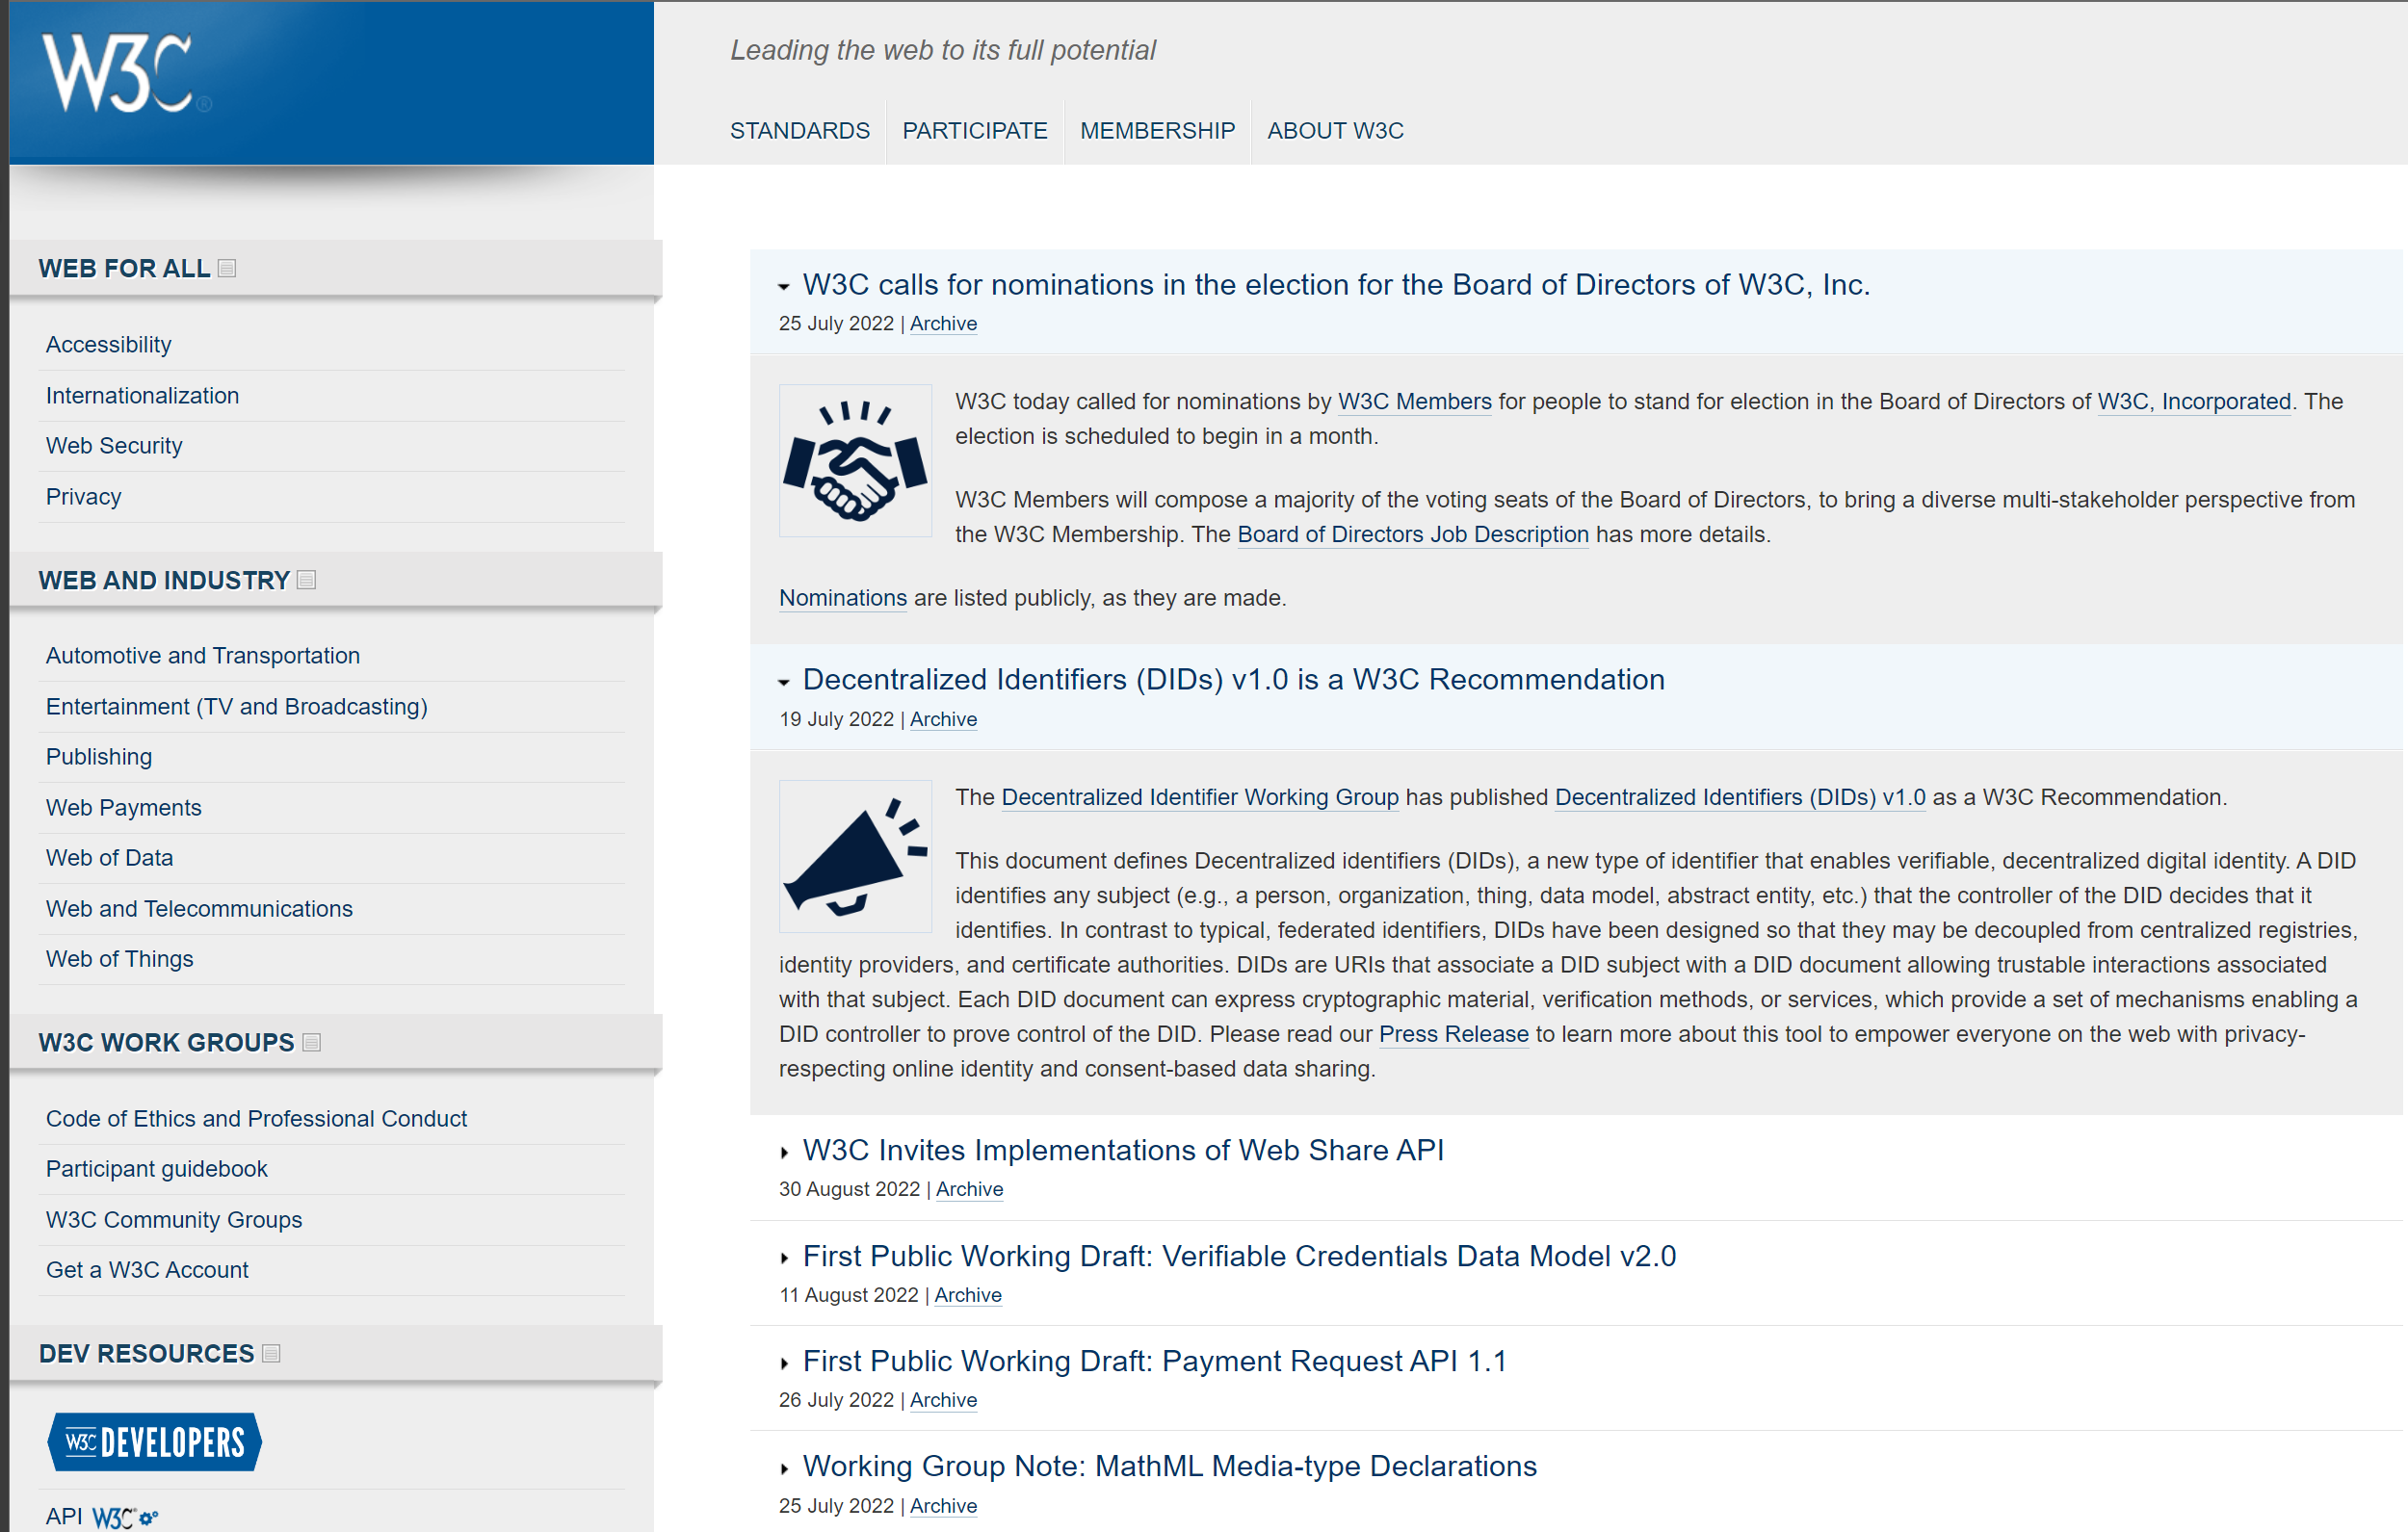 W3C®
Leading the web to its full potential
STANDARDS
PARTICIPATE
MEMBERSHIP
ABOUT W3C
WEB FOR ALL
Accessibility
Internationalization
Web Security
Privacy
WEB AND INDUSTRY
Automotive and Transportation
Entertainment (TV and Broadcasting)
Publishing
Web Payments
Web of Data
Web and Telecommunications
Web of Things
W3C WORK GROUPS
Code of Ethics and Professional Conduct
Participant guidebook
W3C Community Groups
Get a W3C Account
DEV RESOURCES
W3C DEVELOPERS
API W3C
W3C calls for nominations in the election for the Board of Directors of W3C, Inc.
25 July 2022 | Archive
W3C today called for nominations by W3C Members for people to stand for election in the Board of Directors of W3C, Incorporated. The
election is scheduled to begin in a month.
W3C Members will compose a majority of the voting seats of the Board of Directors, to bring a diverse multi-stakeholder perspective from
the W3C Membership. The Board of Directors Job Description has more details.
Nominations are listed publicly, as they are made.
Decentralized Identifiers (DIDs) v1.0 is a W3C Recommendation
19 July 2022 | Archive
The Decentralized Identifier Working Group has published Decentralized Identifiers (DIDs) v1.0 as a W3C Recommendation.
This document defines Decentralized identifiers (DIDs), a new type of identifier that enables verifiable, decentralized digital identity. A DID
identifies any subject (e.g., a person, organization, thing, data model, abstract entity, etc.) that the controller of the DID decides that it
identifies. In contrast to typical, federated identifiers, DIDs have been designed so that they may be decoupled from centralized registries,
identity providers, and certificate authorities. DIDs are URIs that associate a DID subject with a DID document allowing trustable interactions associated
with that subject. Each DID document can express cryptographic material, verification methods, or services, which provide a set of mechanisms enabling a
DID controller to prove control of the DID. Please read our Press Release to learn more about this tool to empower everyone on the web with privacy-
respecting online identity and consent-based data sharing.
W3C Invites Implementations of Web Share API
30 August 2022 | Archive
First Public Working Draft: Verifiable Credentials Data Model v2.0
11 August 2022 | Archive
First Public Working Draft: Payment Request API 1.1
26 July 2022 | Archive
Working Group Note: MathML Media-type Declarations
25 July 2022 | Archive